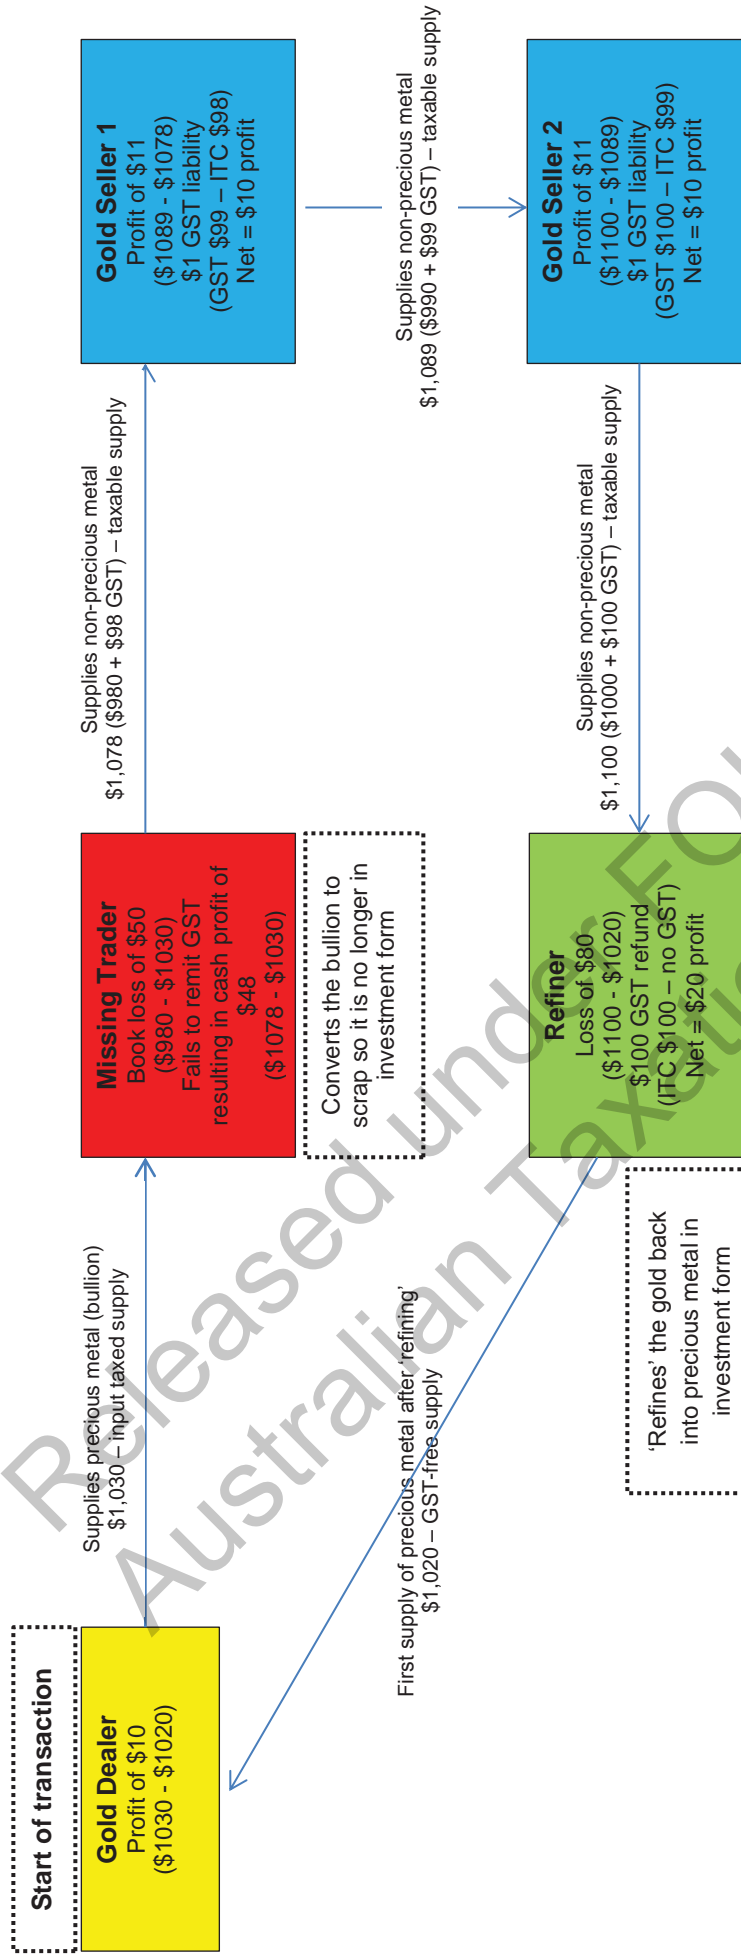 Start of transaction
Gold Dealer
Profit of $10
($1030 - $1020)
Supplies precious metal (bullion)
$1,030 – input taxed supply
Missing Trader
Book loss of $50
($980 - $1030)
Fails to remit GST
resulting in cash profit of
$48
($1078 - $1030)
Converts the bullion to
scrap so it is no longer in
investment form
Supplies non-precious metal
$1,078 ($980 + $98 GST) – taxable supply
Gold Seller 1
Profit of $11
($1089 - $1078)
$1 GST liability
(GST $99 – ITC $98)
Net = $10 profit
Supplies non-precious metal
$1,089 ($990 + $99 GST) – taxable supply
Gold Seller 2
Profit of $11
($1100 - $1089)
$1 GST liability
(GST $100 – ITC $99)
Net = $10 profit
Supplies non-precious metal
$1,100 ($1000 + $100 GST) – taxable supply
Refiner
Loss of $80
($1100 - $1020)
$100 GST refund
(ITC $100 – no GST)
Net = $20 profit
‘Refines’ the gold back
into precious metal in
investment form
First supply of precious metal after ‘refining’
$1,020 – GST-free supply
Released under
Australian